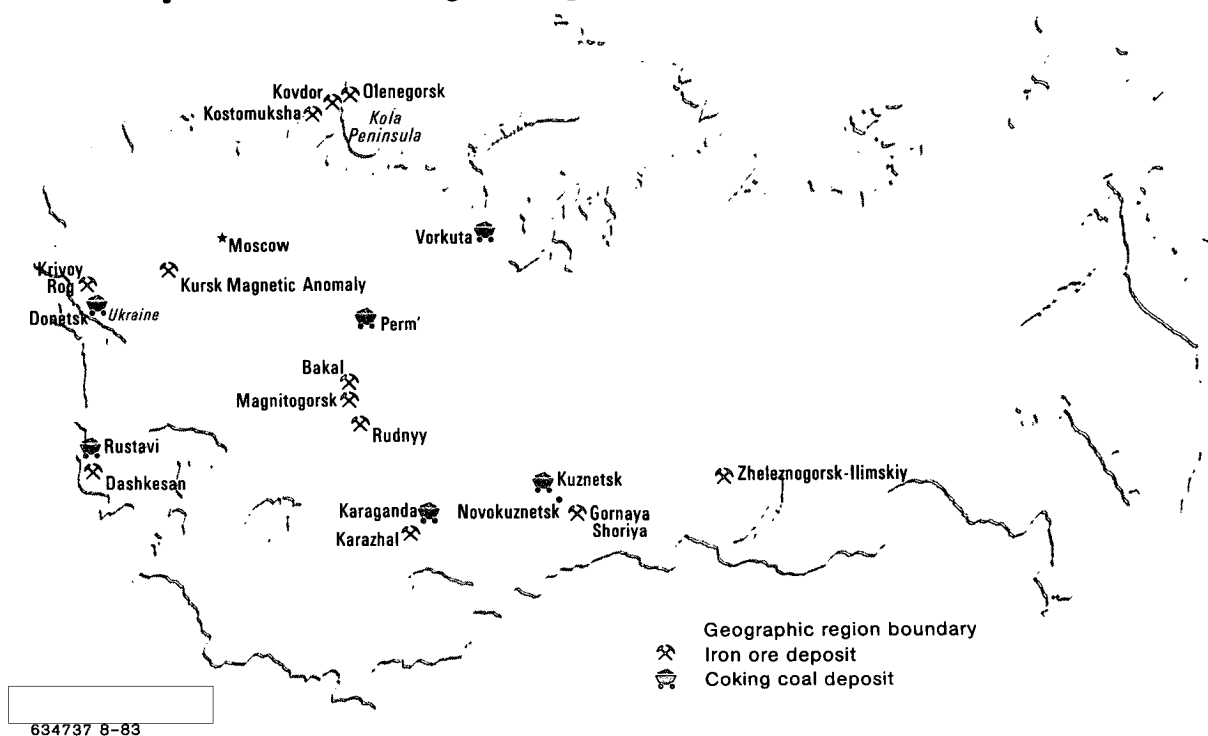 Kovdor
Olenegorsk
Kostomuksha
Kola
Peninsula
Vorkuta
Moscow
Krivoy
Rog
Kursk Magnetic Anomaly
Donetsk
Ukraine
Perm'
Bakal
Magnitogorsk
Rudnyy
Rustavi
Dashkesan
Kuznetsk
Zheleznogorsk-Ilimskiy
Karaganda
Novokuznetsk
Gornaya
Shoriya
Karazhal
Geographic region boundary
Iron ore deposit
Coking coal deposit
634737 8-83